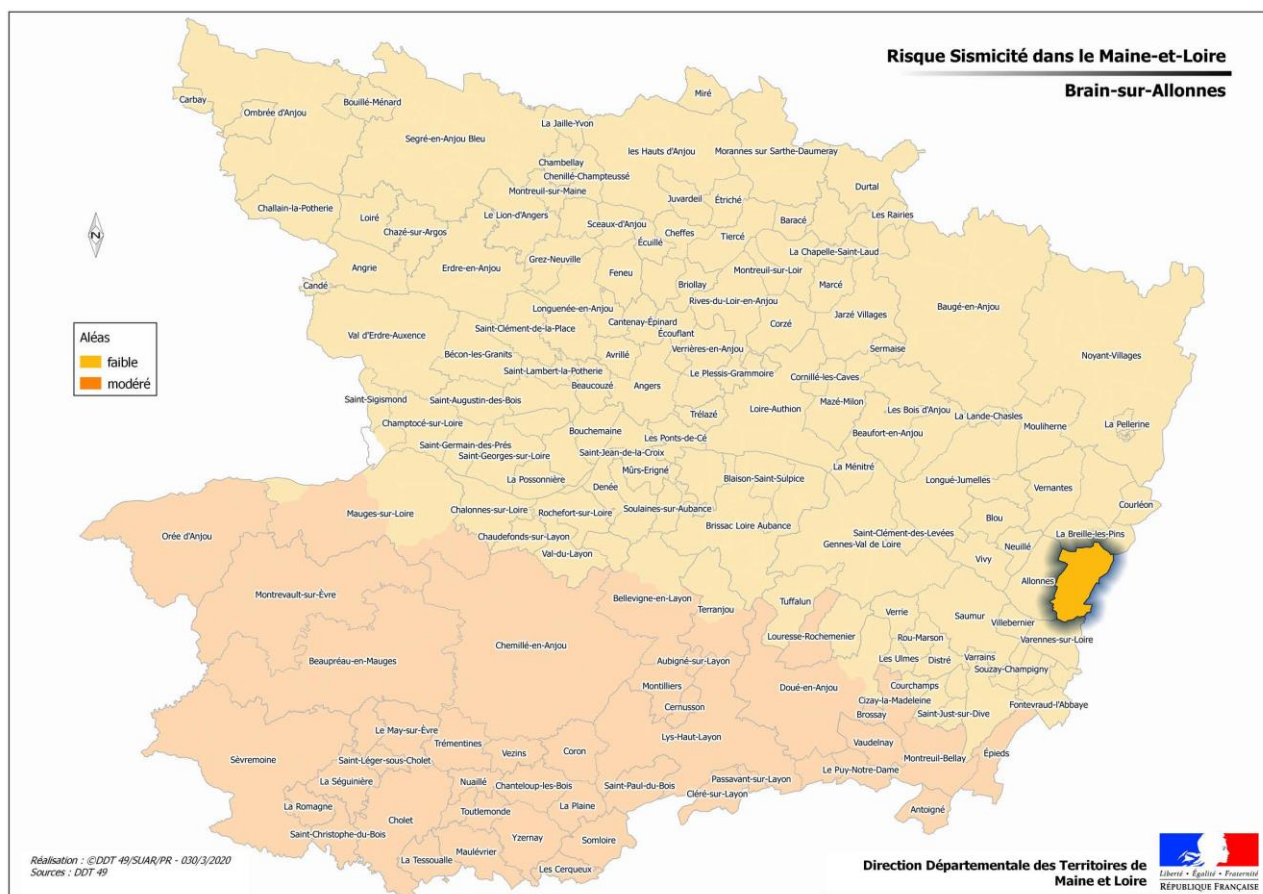 Risque Sismicité dans le Maine-et-Loire
Brain-sur-Allonnes
Carbay
Bouillé-Ménard
Ombrée d'Anjou
Miré
La Jaille-Yvon
Segré-en-Anjou Bleu
les Hauts d'Anjou
Morannes sur Sarthe-Daumeray
Chambellay
Chenillé-Champteussé
Montreuil-sur-Maine
Durtal
Juvardeil
Étriché
Challain-la-Potherie
Loiré
Le Lion-d'Angers
Les Rairies
Baracé
Chazé-sur-Argos
Sceaux-d'Anjou
Cheffes
Tiercé
Écuillé
La Chapelle-Saint-Laud
Grez-Neuville
Angrie
Erdre-en-Anjou
Feneu
Montreuil-sur-Loir
Candé
Briollay
Marcé
Rives-du-Loir-en-Anjou
Baugé-en-Anjou
Longuenée-en-Anjou
Jarzé Villages
Cantenay-Épinard
Corzé
Saint-Clément-de-la-Place
Écouflant
Val d'Erdre-Auxence
Verrières-en-Anjou
Sermaise
Bécon-les-Granits
Avrillé
Noyant-Villages
Saint-Lambert-la-Potherie
Le Plessis-Grammoire
Cornillé-les-Caves
Beaucouzé
Angers
Saint-Sigismond
Saint-Augustin-des-Bois
Mazé-Milon
Trélazé
Loire-Authion
Les Bois d'Anjou
La Lande-Chasles
Champtocé-sur-Loire
La Pellerine
Mouliherne
Bouchemaine
Beaufort-en-Anjou
Les Ponts-de-Cé
Saint-Germain-des-Prés
Saint-Jean-de-la-Croix
Saint-Georges-sur-Loire
La Ménitré
Mûrs-Erigné
La Possonnière
Blaison-Saint-Sulpice
Longué-Jumelles
Denée
Vernantes
Chalonnes-sur-Loire
Rochefort-sur-Loire
Soulaines-sur-Aubance
Courléon
Mauges-sur-Loire
Blou
Brissac Loire Aubance
Orée d'Anjou
Chaudefonds-sur-Layon
Saint-Clément-des-Levées
La Breille-les-Pins
Gennes-Val de Loire
Neuillé
Val-du-Layon
Vivy
Allonnes
Montrevault-sur-Èvre
Bellevigne-en-Layon
Tuffalun
Terranjou
Verrie
Saumur
Villebernier
Louresse-Rochemenier
Rou-Marson
Varennes-sur-Loire
Chemillé-en-Anjou
Les Ulmes
Distré
Varrains
Beaupréau-en-Mauges
Aubigné-sur-Layon
Souzay-Champigny
Montilliers
Doué-en-Anjou
Courchamps
Cizay-la-Madeleine
Fontevraud-l'Abbaye
Cernusson
Brossay
Saint-Just-sur-Dive
Le May-sur-Èvre
Lys-Haut-Layon
Trémentines
Vaudelnay
Vezins
Coron
Sèvremoine
Saint-Léger-sous-Cholet
Montreuil-Bellay
Épieds
Le Puy-Notre-Dame
La Séguinière
Nuaillé
Chanteloup-les-Bois
Saint-Paul-du-Bois
Passavant-sur-Layon
Cléré-sur-Layon
La Romagne
La Plaine
Toutlemonde
Antoigné
Cholet
Saint-Christophe-du-Bois
Yzernay
Somloire
Maulévrier
La Tessoualle
Les Cerqueux
N
Aléas
faible
modéré
Réalisation : ©DDT 49/SUAR/PR - 030/3/2020
Sources : DDT 49
Direction Départementale des Territoires de
Maine et Loire
Liberté • Égalité • Fraternité
RÉPUBLIQUE FRANÇAISE